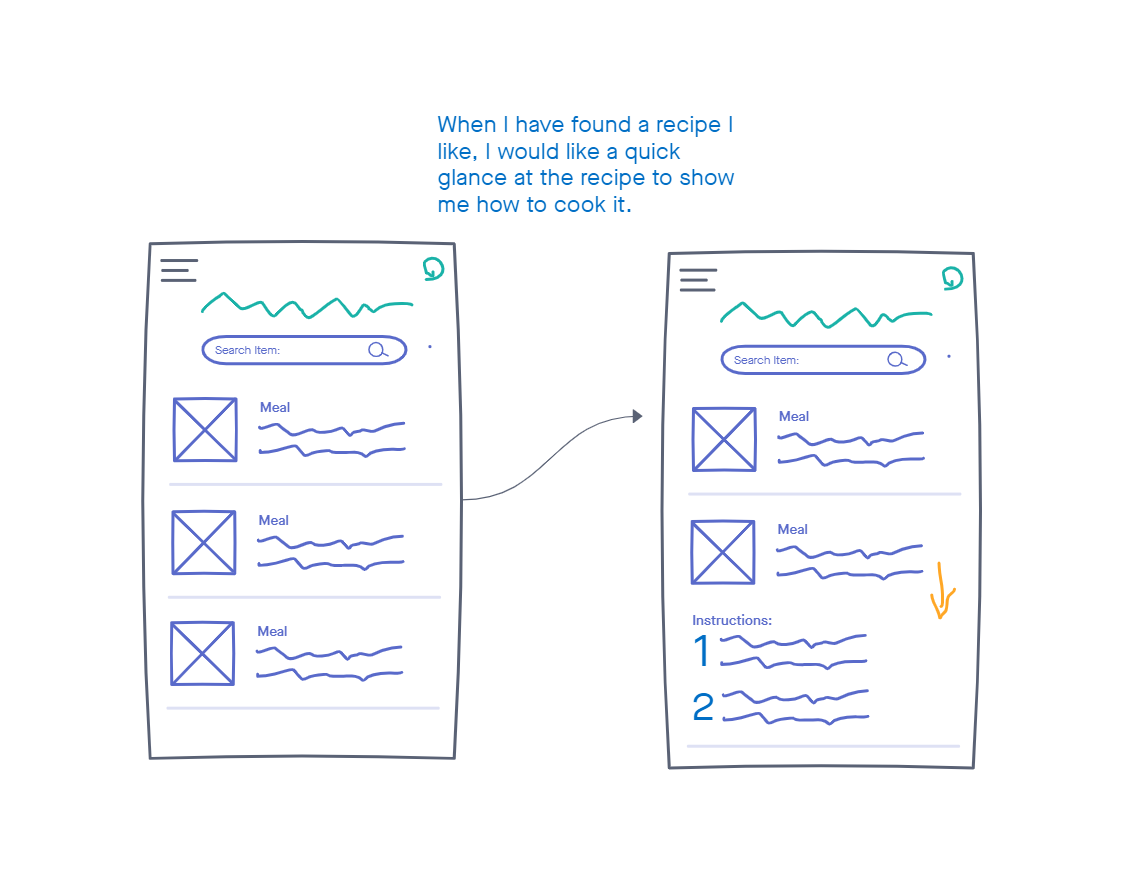 When I have found a recipe I
like, I would like a quick
glance at the recipe to show
me how to cook it.
Search Item:
Meal
Meal
Meal
Search Item:
Meal
Meal
Instructions:
1
2